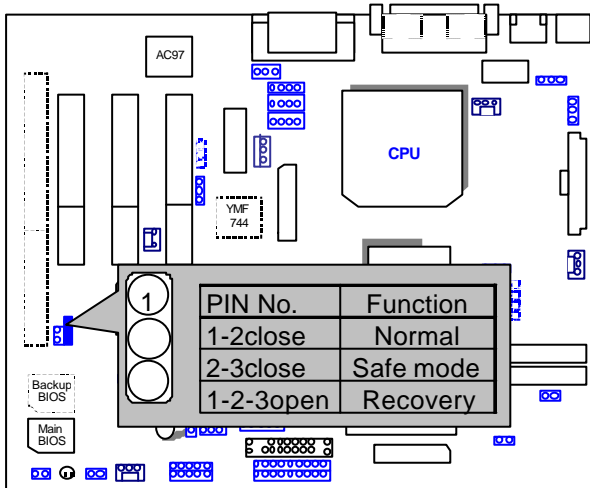 AC97
CPU
YMF
744
1
PIN No. Function
1-2close Normal
2-3close Safe mode
1-2-3open Recovery
Backup
BIOS
Main
BIOS